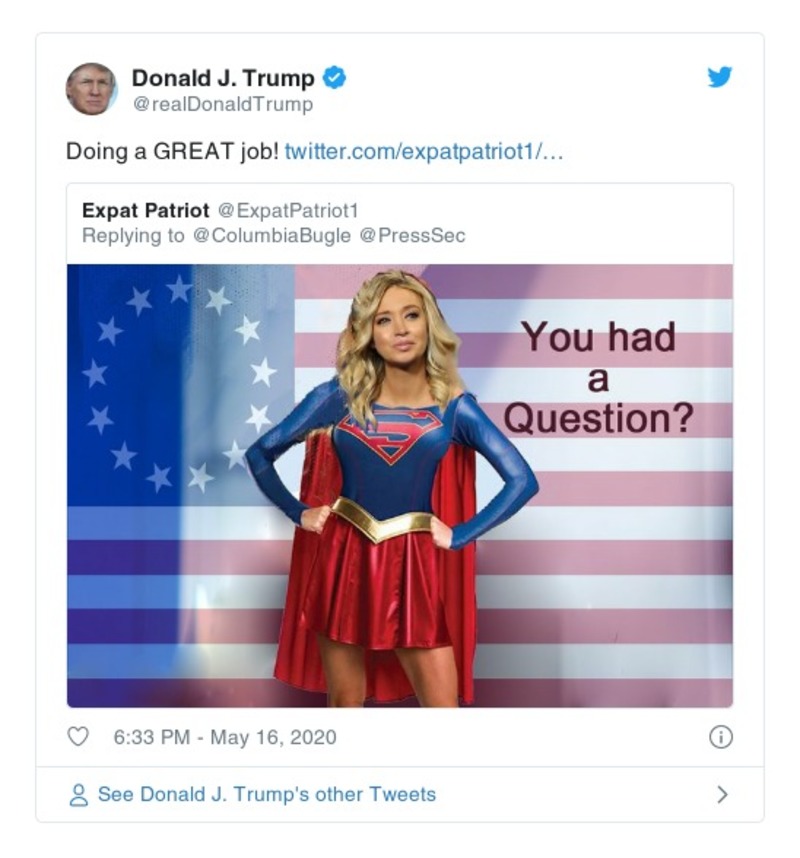 Donald J. Trump
@realDonaldTrump
Doing a GREAT job! twitter.com/expatpatriot1/…
Expat Patriot @ExpatPatriot1
Replying to @ColumbiaBugle @PressSec
You had
a
Question?
6:33 PM - May 16, 2020
See Donald J. Trump's other Tweets